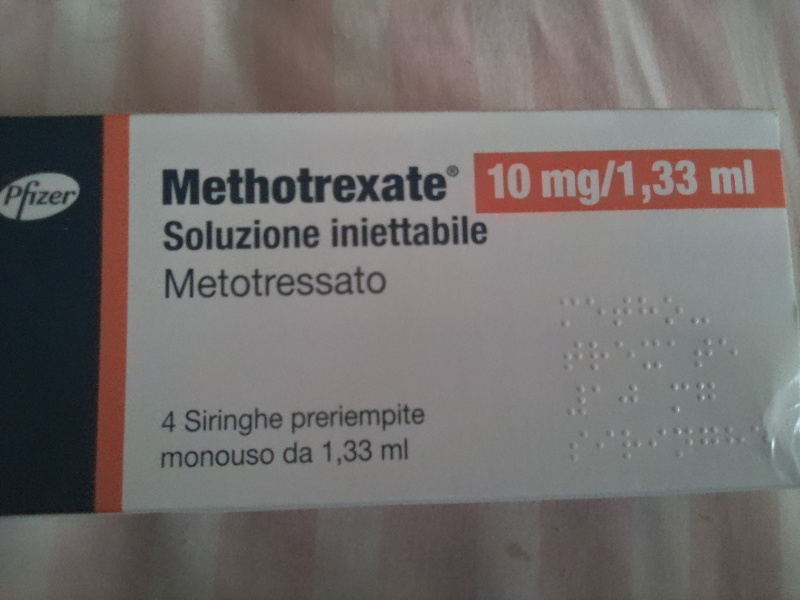 Pfizer
Methotrexate® 10 mg/1,33 ml
Soluzione iniettabile
Metotressato
4 Siringhe preriempite
monouso da 1,33 ml